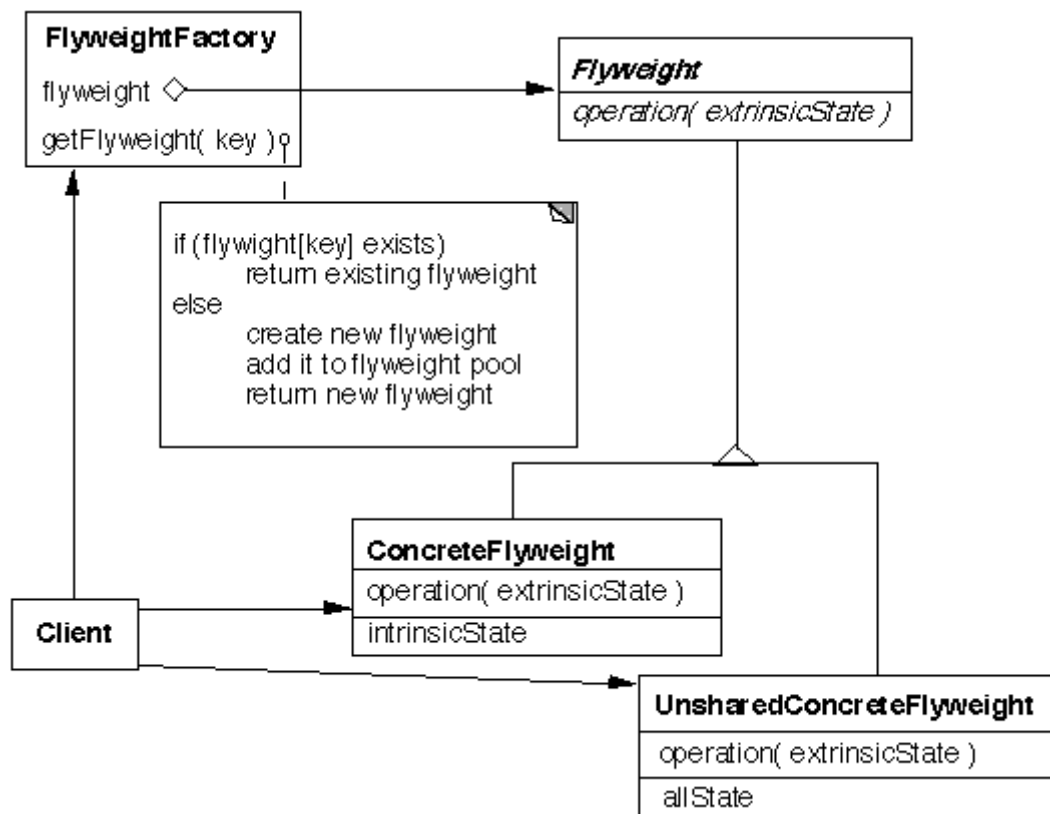 FlyweightFactory
flyweight
getFlyweight( key )
Flyweight
operation( extrinsicState )
if (flywight[key] exists)
return existing flyweight
else
create new flyweight
add it to flyweight pool
return new flyweight
ConcreteFlyweight
operation( extrinsicState )
intrinsicState
Client
UnsharedConcreteFlyweight
operation( extrinsicState )
allState